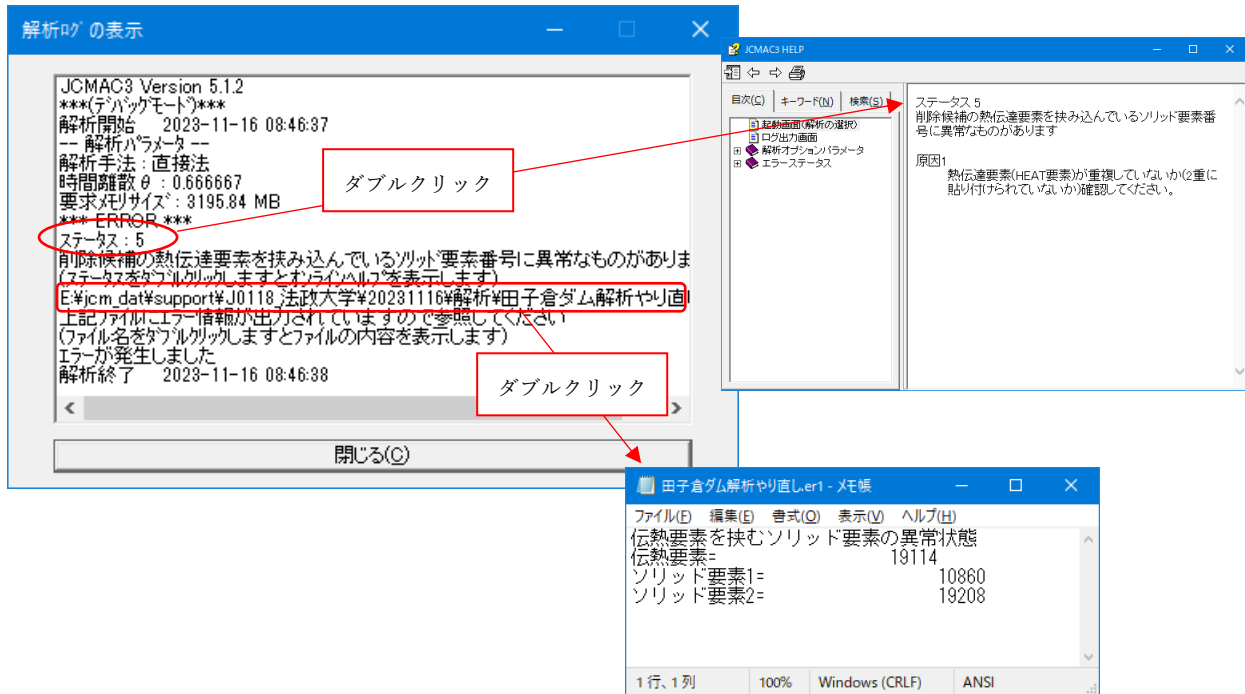 解析ﾛｸﾞの表示
JCMAC3 Version 5.1.2
***(ﾃﾞﾊﾞｯｸﾞﾓｰﾄﾞ)***
解析開始 2023-11-16 08:46:37
-- 解析ﾊﾟﾗﾒｰﾀ --
解析手法 : 直接法
時間離散 θ : 0.666667
要求ﾒﾓﾘｻｲｽﾞ : 3195.84 MB
*** ERROR ***
ｽﾃｰﾀｽ : 5
削除候補の熱伝達要素を挟み込んでいるｿﾘｯﾄﾞ要素番号に異常なものがありま
(ｽﾃｰﾀｽをﾀﾞﾌﾞﾙｸﾘｯｸしますとｵﾝﾗｲﾝﾍﾙﾌﾟを表示します)
E:¥jcm_dat¥support¥J0118_法政大学¥20231116¥解析¥田子倉ダム解析やり直
上記ﾌｧｲﾙにｴﾗｰ情報が出力されていますので参照してください
(ﾌｧｲﾙ名をﾀﾞﾌﾞﾙｸﾘｯｸしますとﾌｧｲﾙの内容を表示します)
ｴﾗｰが発生しました
解析終了 2023-11-16 08:46:38
閉じる(C)
ダブルクリック
ダブルクリック
JCMAC3 HELP
目次(C) キーワード(N) 検索(S)
起動画面(解析の選択)
ログ出力画面
解析オプションパラメータ
エラーステータス
ステータス 5
削除候補の熱伝達要素を挟み込んでいるソリッド要素番
号に異常なものがあります
原因1
熱伝達要素(HEAT要素)が重複していないか(2重に
貼り付けられていないか)確認してください。
田子倉ダム解析やり直し.er1 - メモ帳
ファイル(F) 編集(E) 書式(O) 表示(V) ヘルプ(H)
伝熱要素を挟むソリッド要素の異常状態
伝熱要素= 19114
ソリッド要素1= 10860
ソリッド要素2= 19208
1 行、1 列 100% Windows (CRLF) ANSI